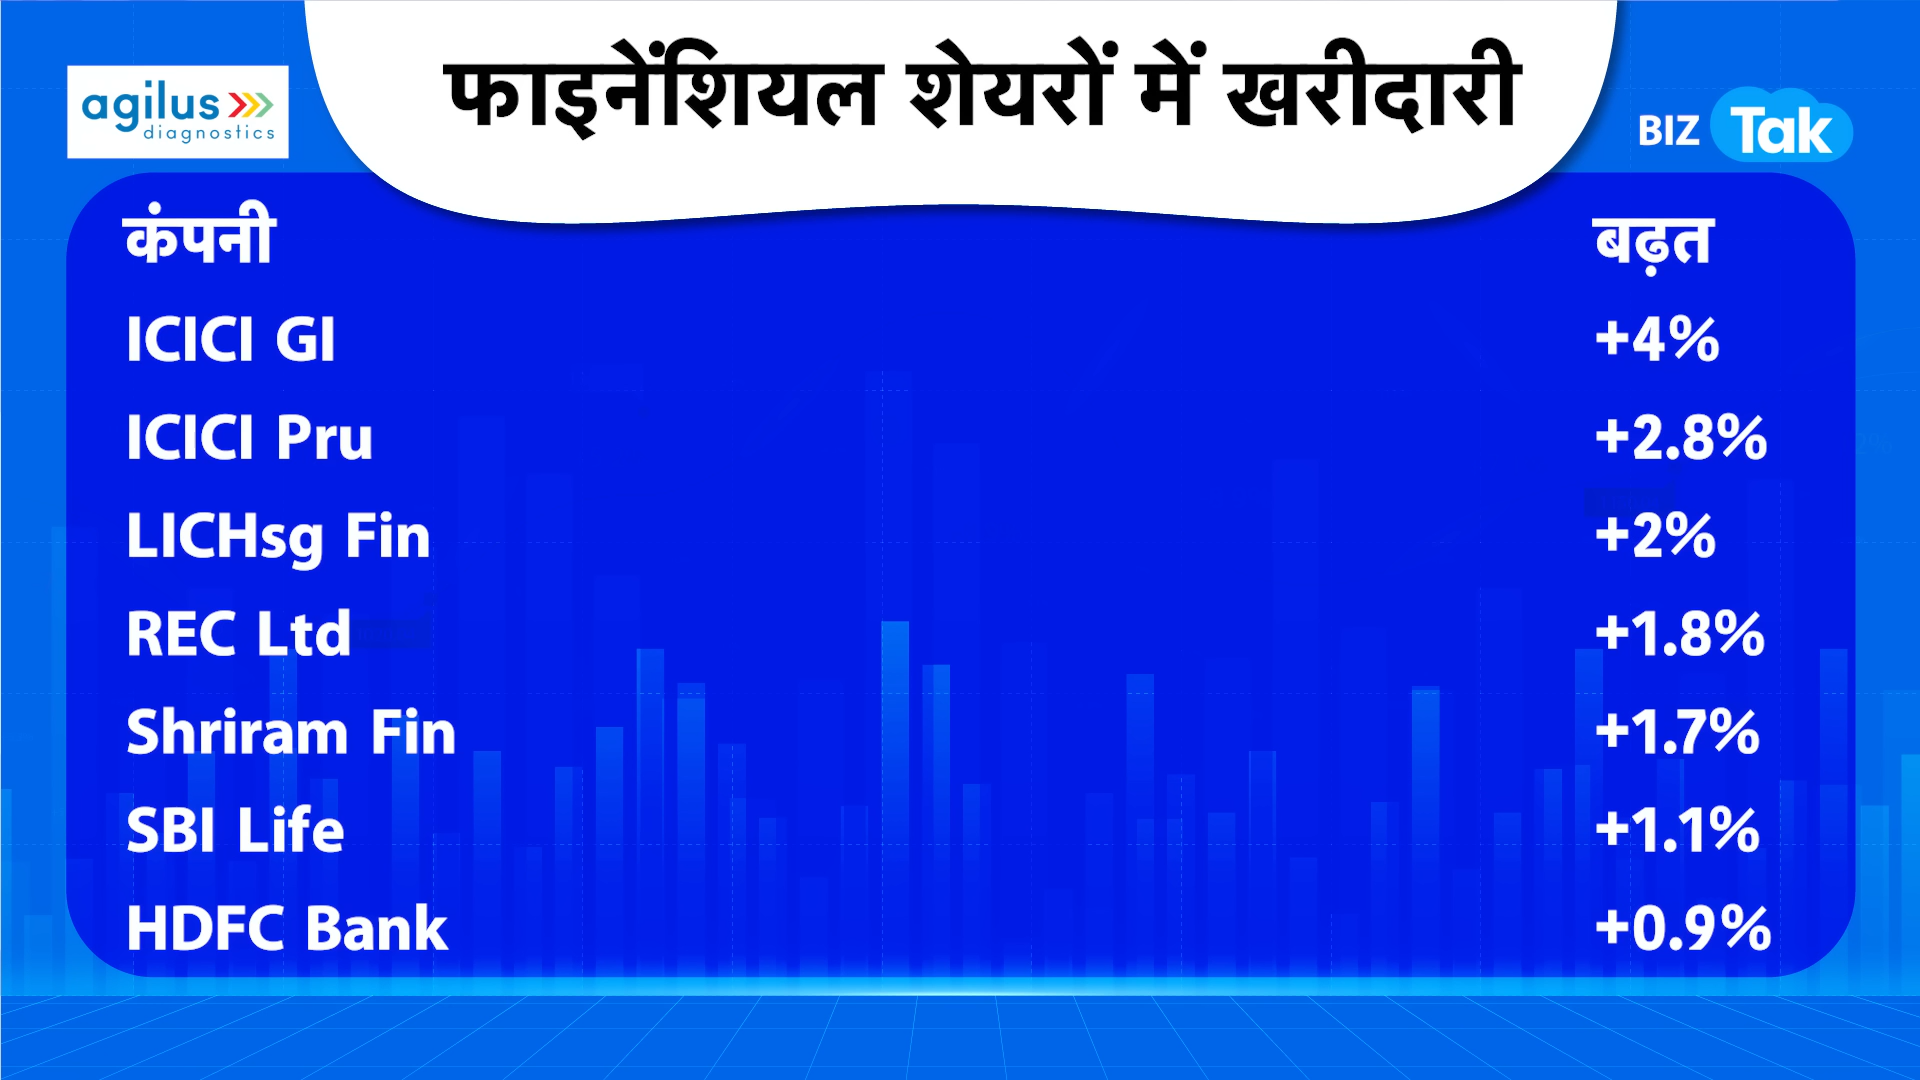 फाइनेंशियल शेयरों में खरीदारी
agilus
diagnostics
BIZ Tak
कंपनी बढ़त
ICICI GI +4%
ICICI Pru +2.8%
LICHsg Fin +2%
REC Ltd +1.8%
Shriram Fin +1.7%
SBI Life +1.1%
HDFC Bank +0.9%